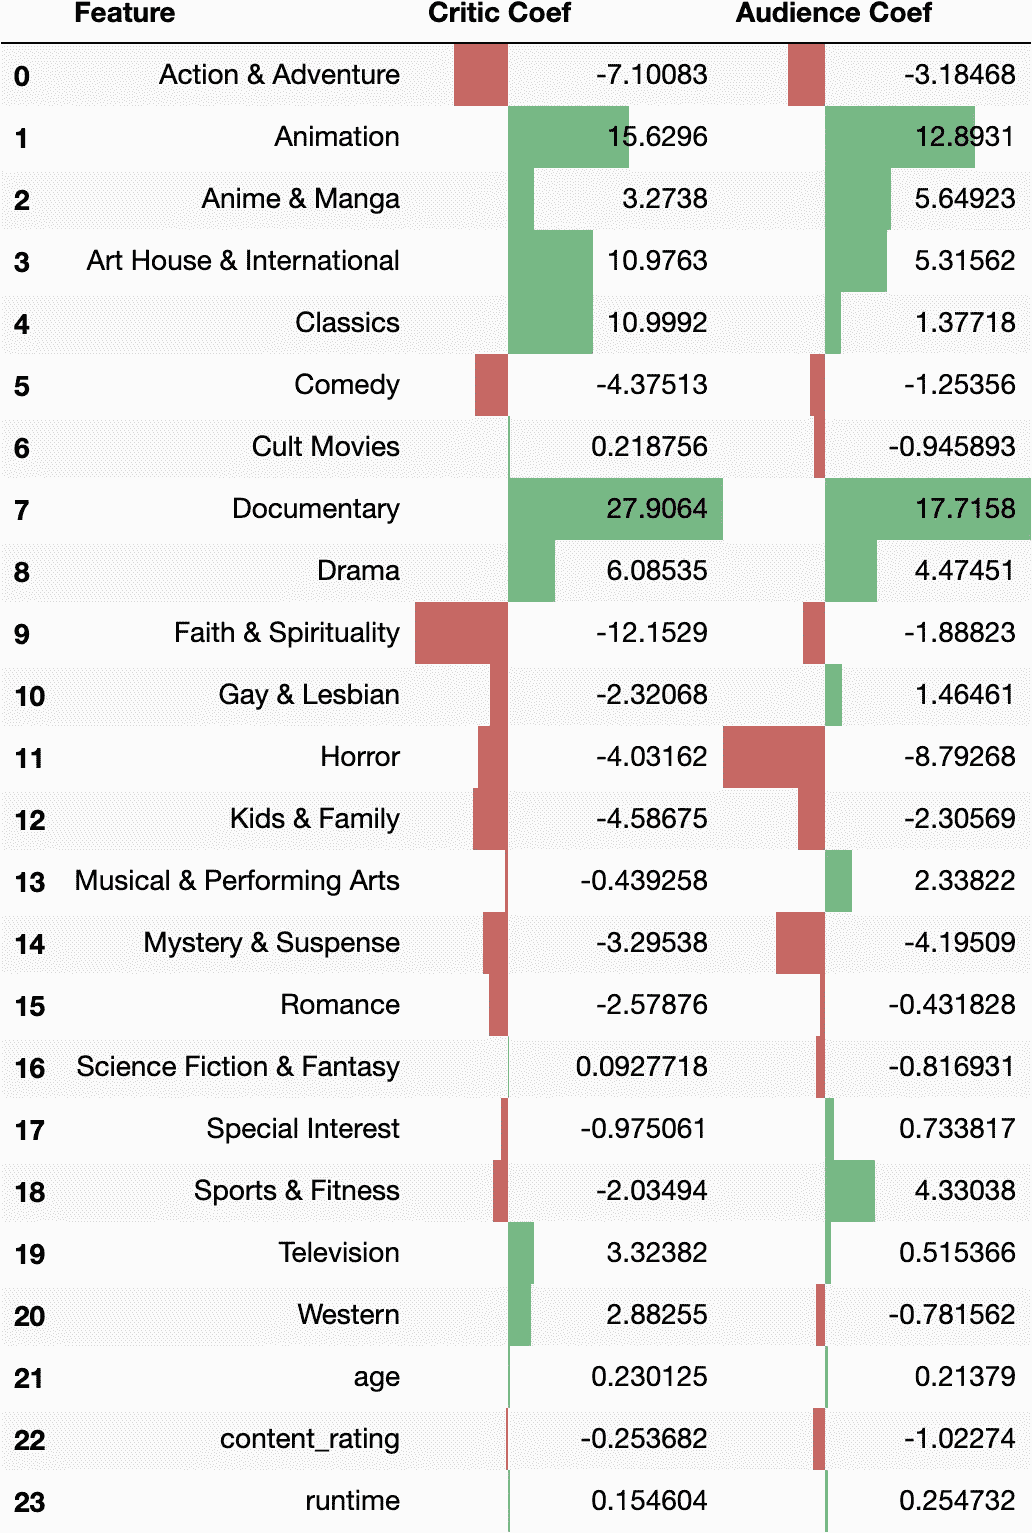 Feature Critic Coef Audience Coef
0 Action & Adventure -7.10083 -3.18468
1 Animation 15.6296 12.8931
2 Anime & Manga 3.2738 5.64923
3 Art House & International 10.9763 5.31562
4 Classics 10.9992 1.37718
5 Comedy -4.37513 -1.25356
6 Cult Movies 0.218756 -0.945893
7 Documentary 27.9064 17.7158
8 Drama 6.08535 4.47451
9 Faith & Spirituality -12.1529 -1.88823
10 Gay & Lesbian -2.32068 1.46461
11 Horror -4.03162 -8.79268
12 Kids & Family -4.58675 -2.30569
13 Musical & Performing Arts -0.439258 2.33822
14 Mystery & Suspense -3.29538 -4.19509
15 Romance -2.57876 -0.431828
16 Science Fiction & Fantasy 0.0927718 -0.816931
17 Special Interest -0.975061 0.733817
18 Sports & Fitness -2.03494 4.33038
19 Television 3.32382 0.515366
20 Western 2.88255 -0.781562
21 age 0.230125 0.21379
22 content_rating -0.253682 -1.02274
23 runtime 0.154604 0.254732